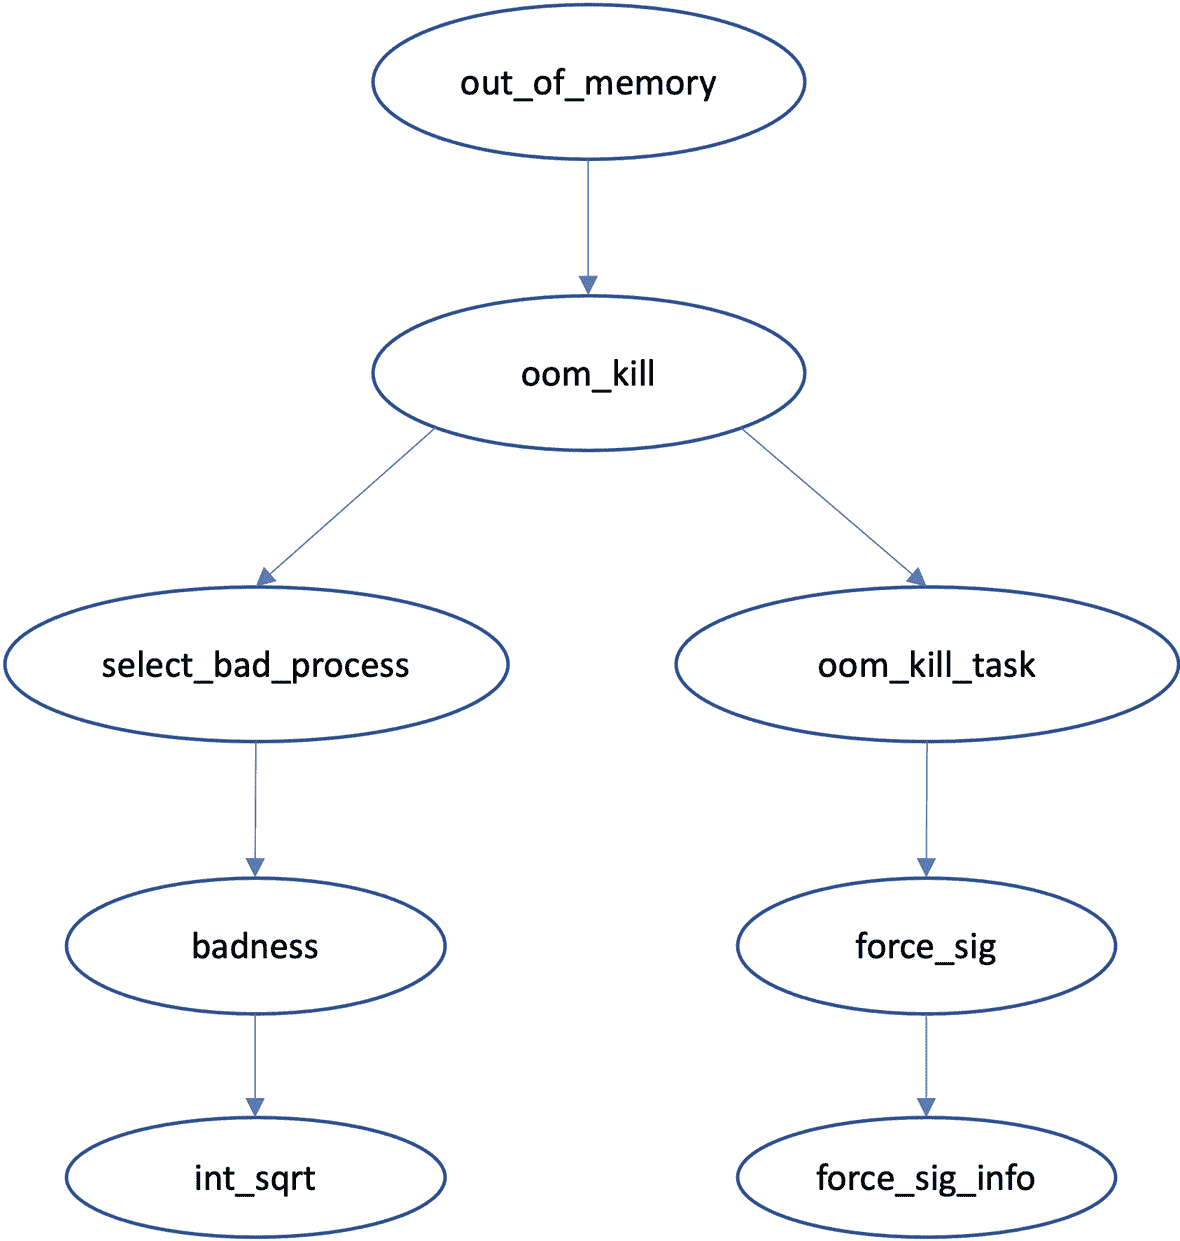 out_of_memory
oom_kill
select_bad_process
oom_kill_task
badness
force_sig
int_sqrt
force_sig_info